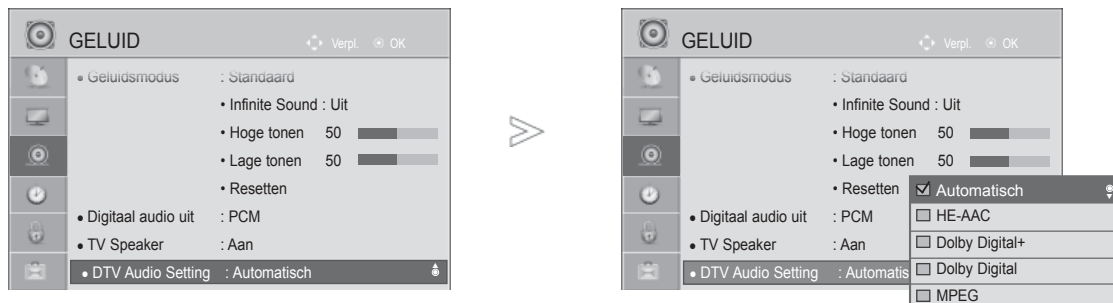 GELUID
Verpl. OK
• Geluidsmodus : Standaard
• Infinite Sound : Uit
• Hoge tonen 50
• Lage tonen 50
• Resetten
• Digitaal audio uit : PCM
• TV Speaker : Aan
• DTV Audio Setting : Automatisch
GELUID
Verpl. OK
• Geluidsmodus : Standaard
• Infinite Sound : Uit
• Hoge tonen 50
• Lage tonen 50
• Resetten
• Digitaal audio uit : PCM
• TV Speaker : Aan
• DTV Audio Setting : Automatis
Automatisch
HE-AAC
Dolby Digital+
Dolby Digital
MPEG